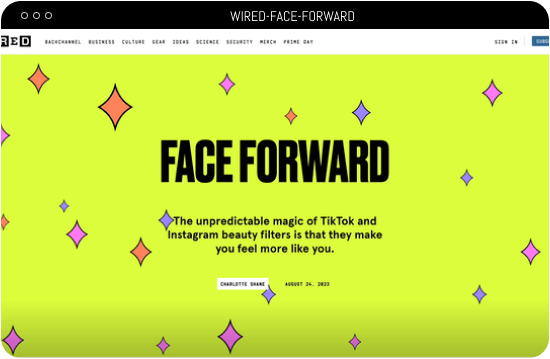 WIRED-FACE-FORWARD
RED BACKCHANNEL BUSINESS CULTURE GEAR IDEAS SCIENCE SECURITY MERCH PRIME DAY SIGN IN SUBS
FACE FORWARD
The unpredictable magic of TikTok and
Instagram beauty filters is that they make
you feel more like you.
CHARLOTTE SHANE AUGUST 24, 2023